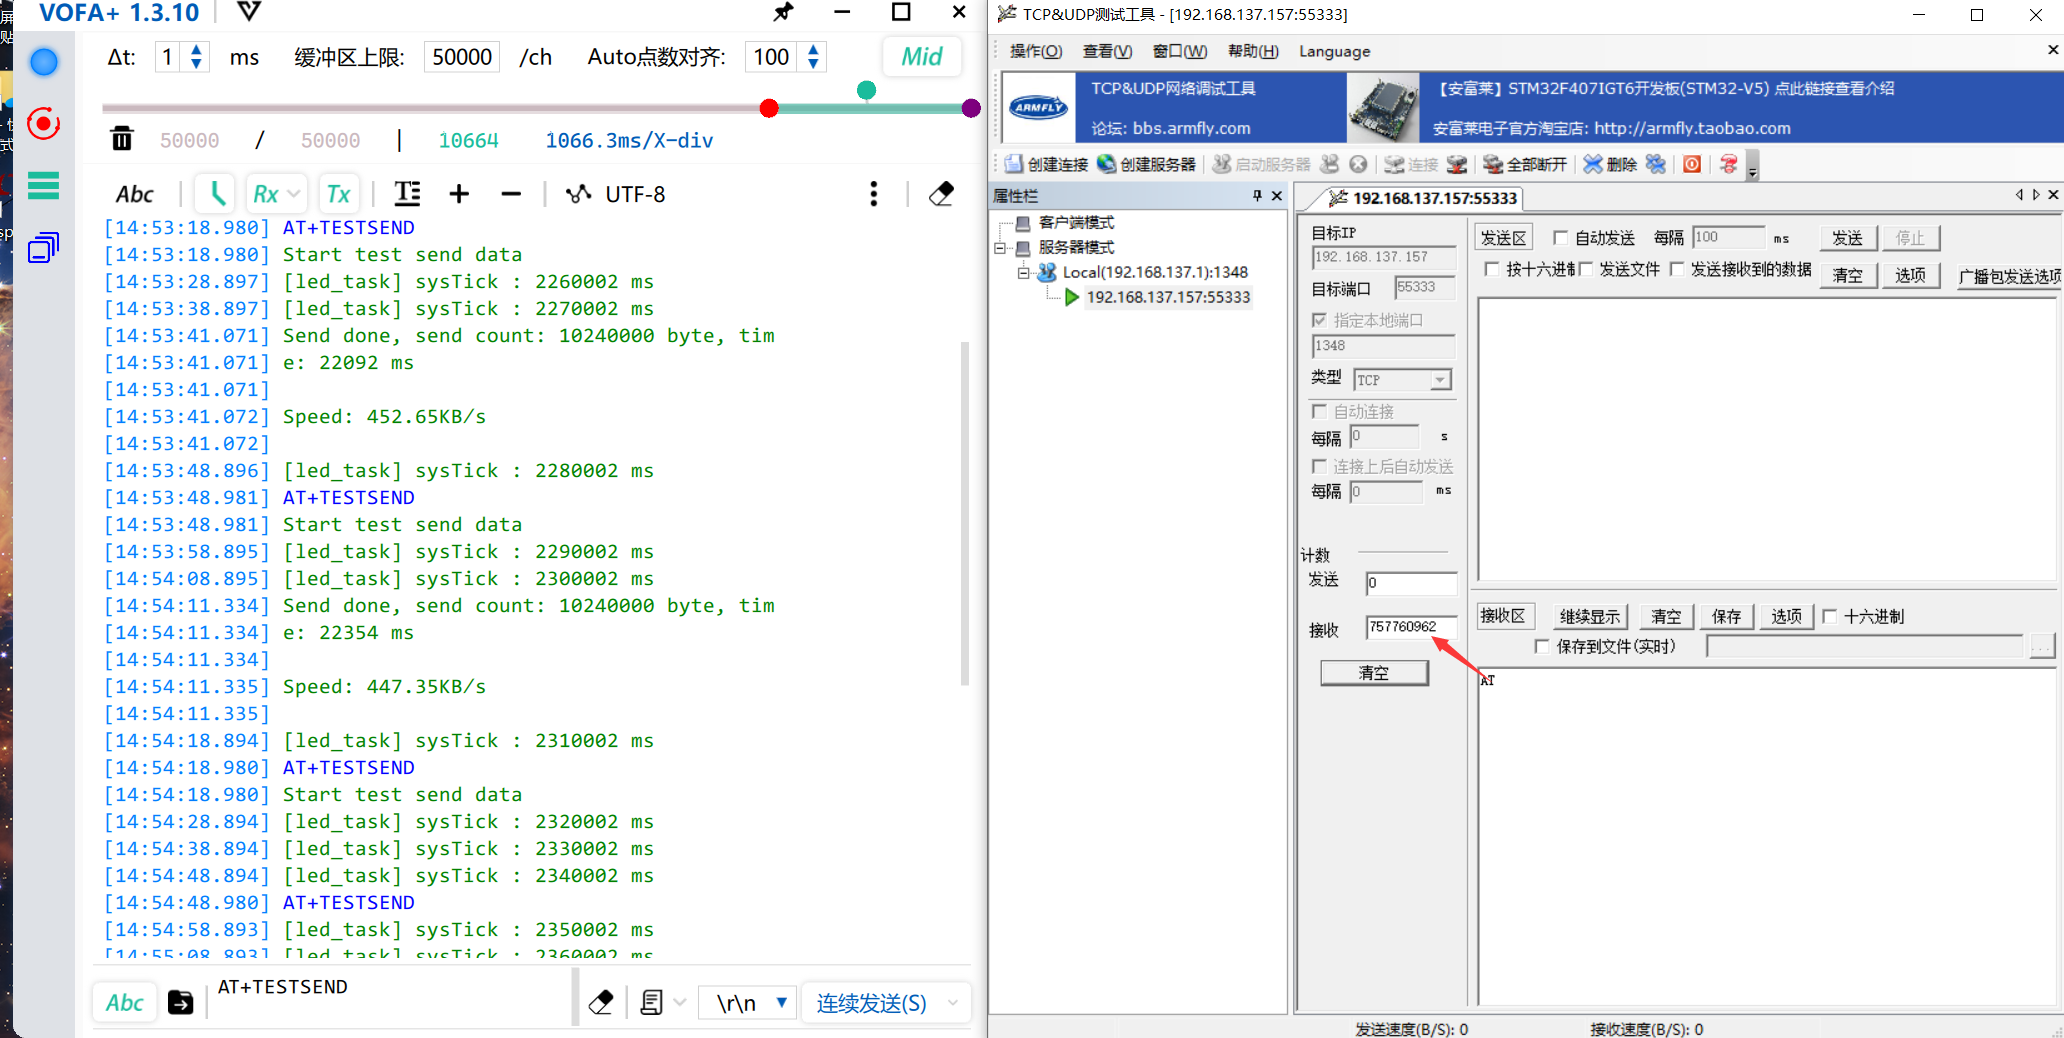 VOFA+ 1.3.10
Δt: 1 ms 缓冲区上限: 50000 /ch Auto点数对齐: 100 Mid
50000 / 50000 | 10664 1066.3ms/X-div
Abc Rx Tx UTF-8
[14:53:18.980] AT+TESTSEND
[14:53:18.980] Start test send data
[14:53:28.897] [led_task] sysTick : 2260002 ms
[14:53:38.897] [led_task] sysTick : 2270002 ms
[14:53:41.071] Send done, send count: 10240000 byte, tim
[14:53:41.071] e: 22092 ms
[14:53:41.071]
[14:53:41.072] Speed: 452.65KB/s
[14:53:41.072]
[14:53:48.896] [led_task] sysTick : 2280002 ms
[14:53:48.981] AT+TESTSEND
[14:53:48.981] Start test send data
[14:53:58.895] [led_task] sysTick : 2290002 ms
[14:54:08.895] [led_task] sysTick : 2300002 ms
[14:54:11.334] Send done, send count: 10240000 byte, tim
[14:54:11.334] e: 22354 ms
[14:54:11.334]
[14:54:11.335] Speed: 447.35KB/s
[14:54:11.335]
[14:54:18.894] [led_task] sysTick : 2310002 ms
[14:54:18.980] AT+TESTSEND
[14:54:18.980] Start test send data
[14:54:28.894] [led_task] sysTick : 2320002 ms
[14:54:38.894] [led_task] sysTick : 2330002 ms
[14:54:48.894] [led_task] sysTick : 2340002 ms
[14:54:48.980] AT+TESTSEND
[14:54:58.893] [led_task] sysTick : 2350002 ms
[14:55:08.893] [led_task] sysTick : 2360002 ms
Abc AT+TESTSEND \r\n 连续发送(S)
TCP&UDP测试工具 - [192.168.137.157:55333]
操作(O) 查看(V) 窗口(W) 帮助(H) Language
ARMFLY
TCP&UDP网络调试工具
论坛: bbs.armfly.com
【安富莱】STM32F407IGT6开发板(STM32-V5) 点此链接查看介绍
安富莱电子官方淘宝店: http://armfly.taobao.com
创建连接 创建服务器 启动服务器 连接 全部断开 删除
属性栏
客户端模式
服务器模式
Local(192.168.137.1):1348
192.168.137.157:55333
192.168.137.157:55333
目标IP
192.168.137.157
目标端口 55333
指定本地端口
1348
类型 TCP
自动连接
每隔 0 s
连接上后自动发送
每隔 0 ms
计数
发送 0
接收 757760962
清空
发送区 自动发送 每隔 100 ms 发送 停止
按十六进制 发送文件 发送接收到的数据 清空 选项 广播包发送选项
接收区 继续显示 清空 保存 选项 十六进制
保存到文件(实时) ...
AT
发送速度(B/S): 0 接收速度(B/S): 0